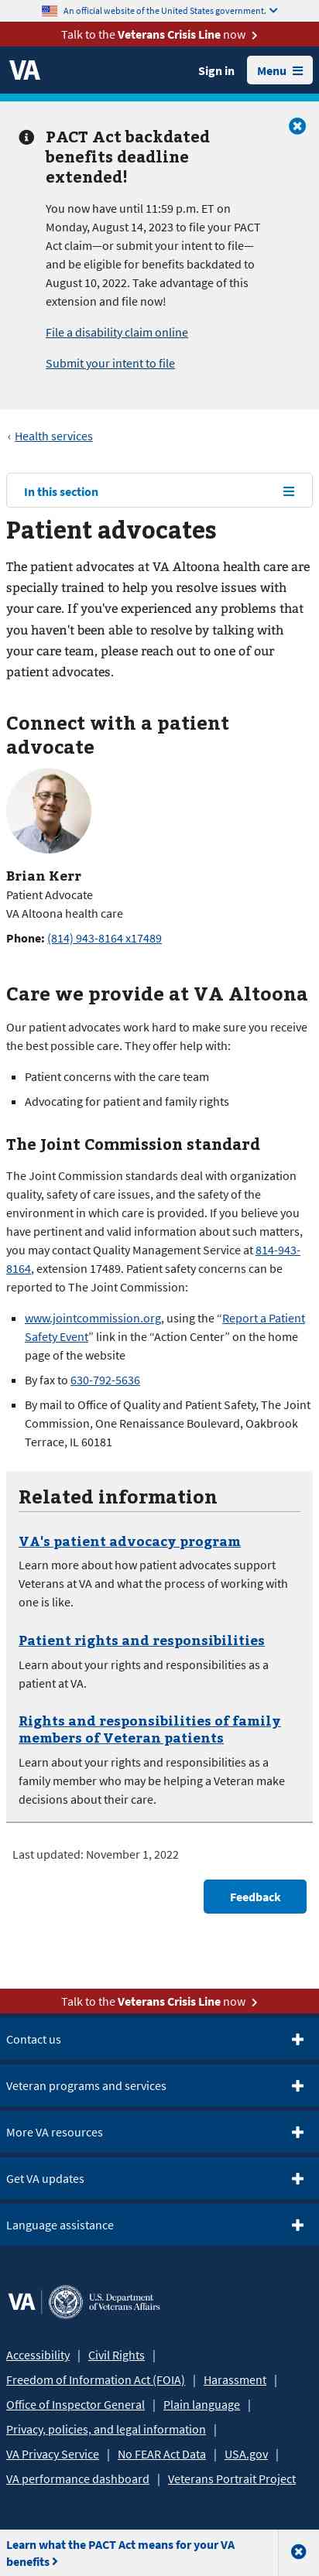 An official website of the United States government.
Talk to the Veterans Crisis Line now
VA
Sign in
Menu
PACT Act backdated
benefits deadline
extended!
You now have until 11:59 p.m. ET on
Monday, August 14, 2023 to file your PACT
Act claim—or submit your intent to file—
and be eligible for benefits backdated to
August 10, 2022. Take advantage of this
extension and file now!
File a disability claim online
Submit your intent to file
‹ Health services
In this section
Patient advocates
The patient advocates at VA Altoona health care are
specially trained to help you resolve issues with
your care. If you've experienced any problems that
you haven't been able to resolve by talking with
your care team, please reach out to one of our
patient advocates.
Connect with a patient
advocate
Brian Kerr
Patient Advocate
VA Altoona health care
Phone: (814) 943-8164 x17489
Care we provide at VA Altoona
Our patient advocates work hard to make sure you receive
the best possible care. They offer help with:
Patient concerns with the care team
Advocating for patient and family rights
The Joint Commission standard
The Joint Commission standards deal with organization
quality, safety of care issues, and the safety of the
environment in which care is provided. If you believe you
have pertinent and valid information about such matters,
you may contact Quality Management Service at 814-943-
8164, extension 17489. Patient safety concerns can be
reported to The Joint Commission:
www.jointcommission.org, using the “Report a Patient
Safety Event” link in the “Action Center” on the home
page of the website
By fax to 630-792-5636
By mail to Office of Quality and Patient Safety, The Joint
Commission, One Renaissance Boulevard, Oakbrook
Terrace, IL 60181
Related information
VA's patient advocacy program
Learn more about how patient advocates support
Veterans at VA and what the process of working with
one is like.
Patient rights and responsibilities
Learn about your rights and responsibilities as a
patient at VA.
Rights and responsibilities of family
members of Veteran patients
Learn about your rights and responsibilities as a
family member who may be helping a Veteran make
decisions about their care.
Last updated: November 1, 2022
Feedback
Talk to the Veterans Crisis Line now
Contact us
Veteran programs and services
More VA resources
Get VA updates
Language assistance
VA | U.S. Department
of Veterans Affairs
Accessibility | Civil Rights |
Freedom of Information Act (FOIA) | Harassment |
Office of Inspector General | Plain language |
Privacy, policies, and legal information |
VA Privacy Service | No FEAR Act Data | USA.gov |
VA performance dashboard | Veterans Portrait Project
Learn what the PACT Act means for your VA
benefits